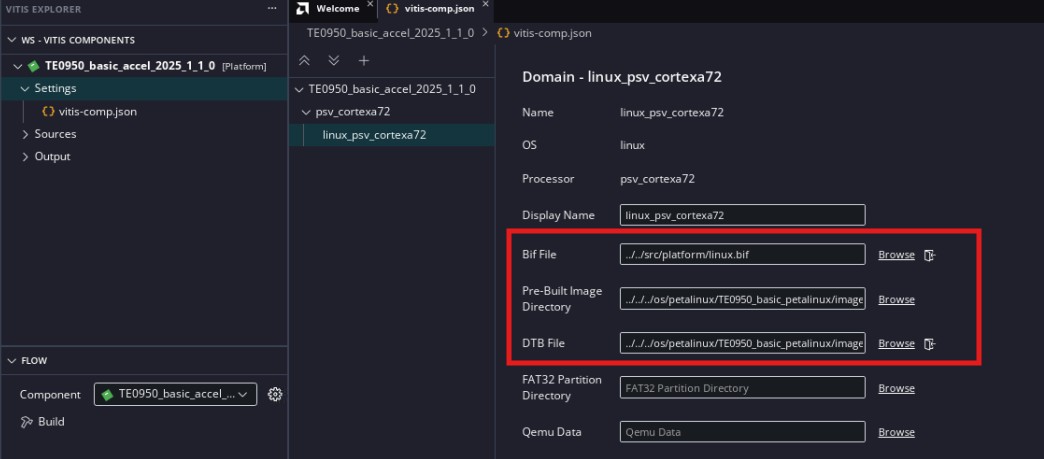 VITIS EXPLORER
...
WS - VITIS COMPONENTS
TE0950_basic_accel_2025_1_1_0 [Platform]
Settings
{} vitis-comp.json
Sources
Output
FLOW
Component TE0950_basic_accel_...
Build
Welcome ×
{} vitis-comp.json ×
TE0950_basic_accel_2025_1_1_0 > {} vitis-comp.json
TE0950_basic_accel_2025_1_1_0
psv_cortexa72
linux_psv_cortexa72
Domain - linux_psv_cortexa72
Name linux_psv_cortexa72
OS linux
Processor psv_cortexa72
Display Name linux_psv_cortexa72
Bif File ../../src/platform/linux.bif Browse
Pre-Built Image
Directory ../../../os/petalinux/TE0950_basic_petalinux/image Browse
DTB File ../../../os/petalinux/TE0950_basic_petalinux/image Browse
FAT32 Partition
Directory FAT32 Partition Directory Browse
Qemu Data Qemu Data Browse